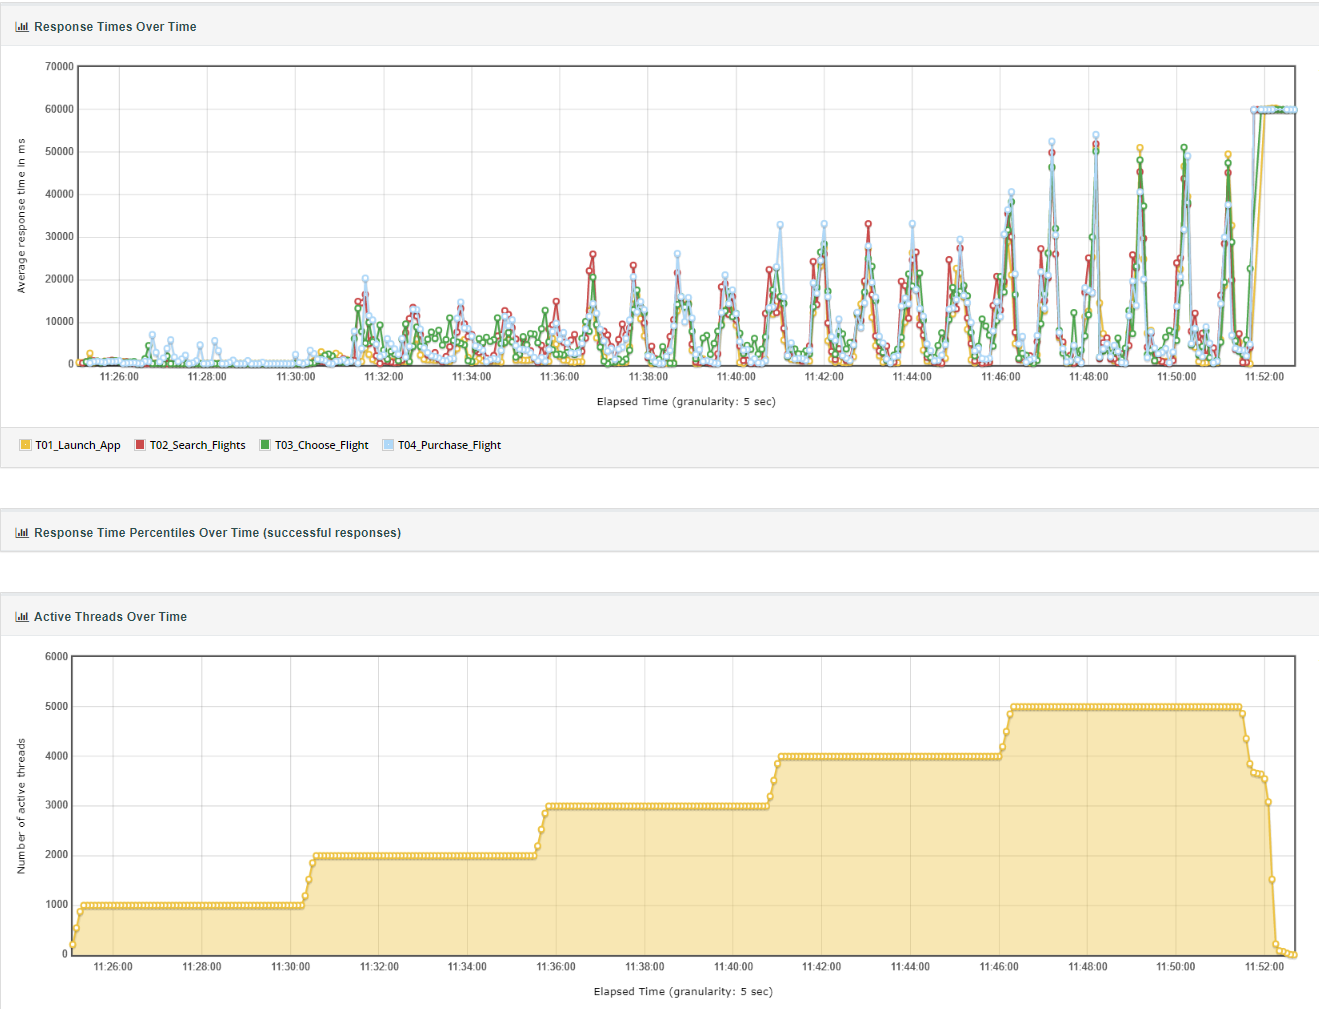 Response Times Over Time
70000
60000
50000
40000
30000
20000
10000
0
Average response time in ms
11:26:00 11:28:00 11:30:00 11:32:00 11:34:00 11:36:00 11:38:00 11:40:00 11:42:00 11:44:00 11:46:00 11:48:00 11:50:00 11:52:00
Elapsed Time (granularity: 5 sec)
T01_Launch_App T02_Search_Flights T03_Choose_Flight T04_Purchase_Flight
Response Time Percentiles Over Time (successful responses)
Active Threads Over Time
6000
5000
4000
3000
2000
1000
0
Number of active threads
11:26:00 11:28:00 11:30:00 11:32:00 11:34:00 11:36:00 11:38:00 11:40:00 11:42:00 11:44:00 11:46:00 11:48:00 11:50:00 11:52:00
Elapsed Time (granularity: 5 sec)